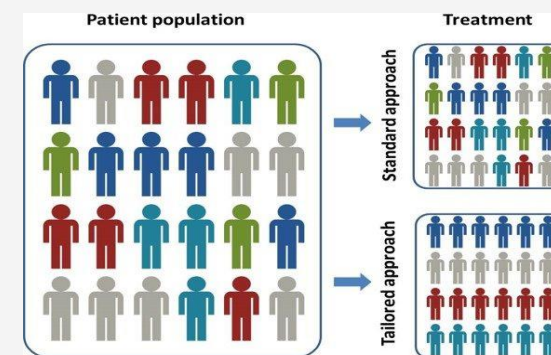 Patient population
Treatment
Standard approach
Tailored approach